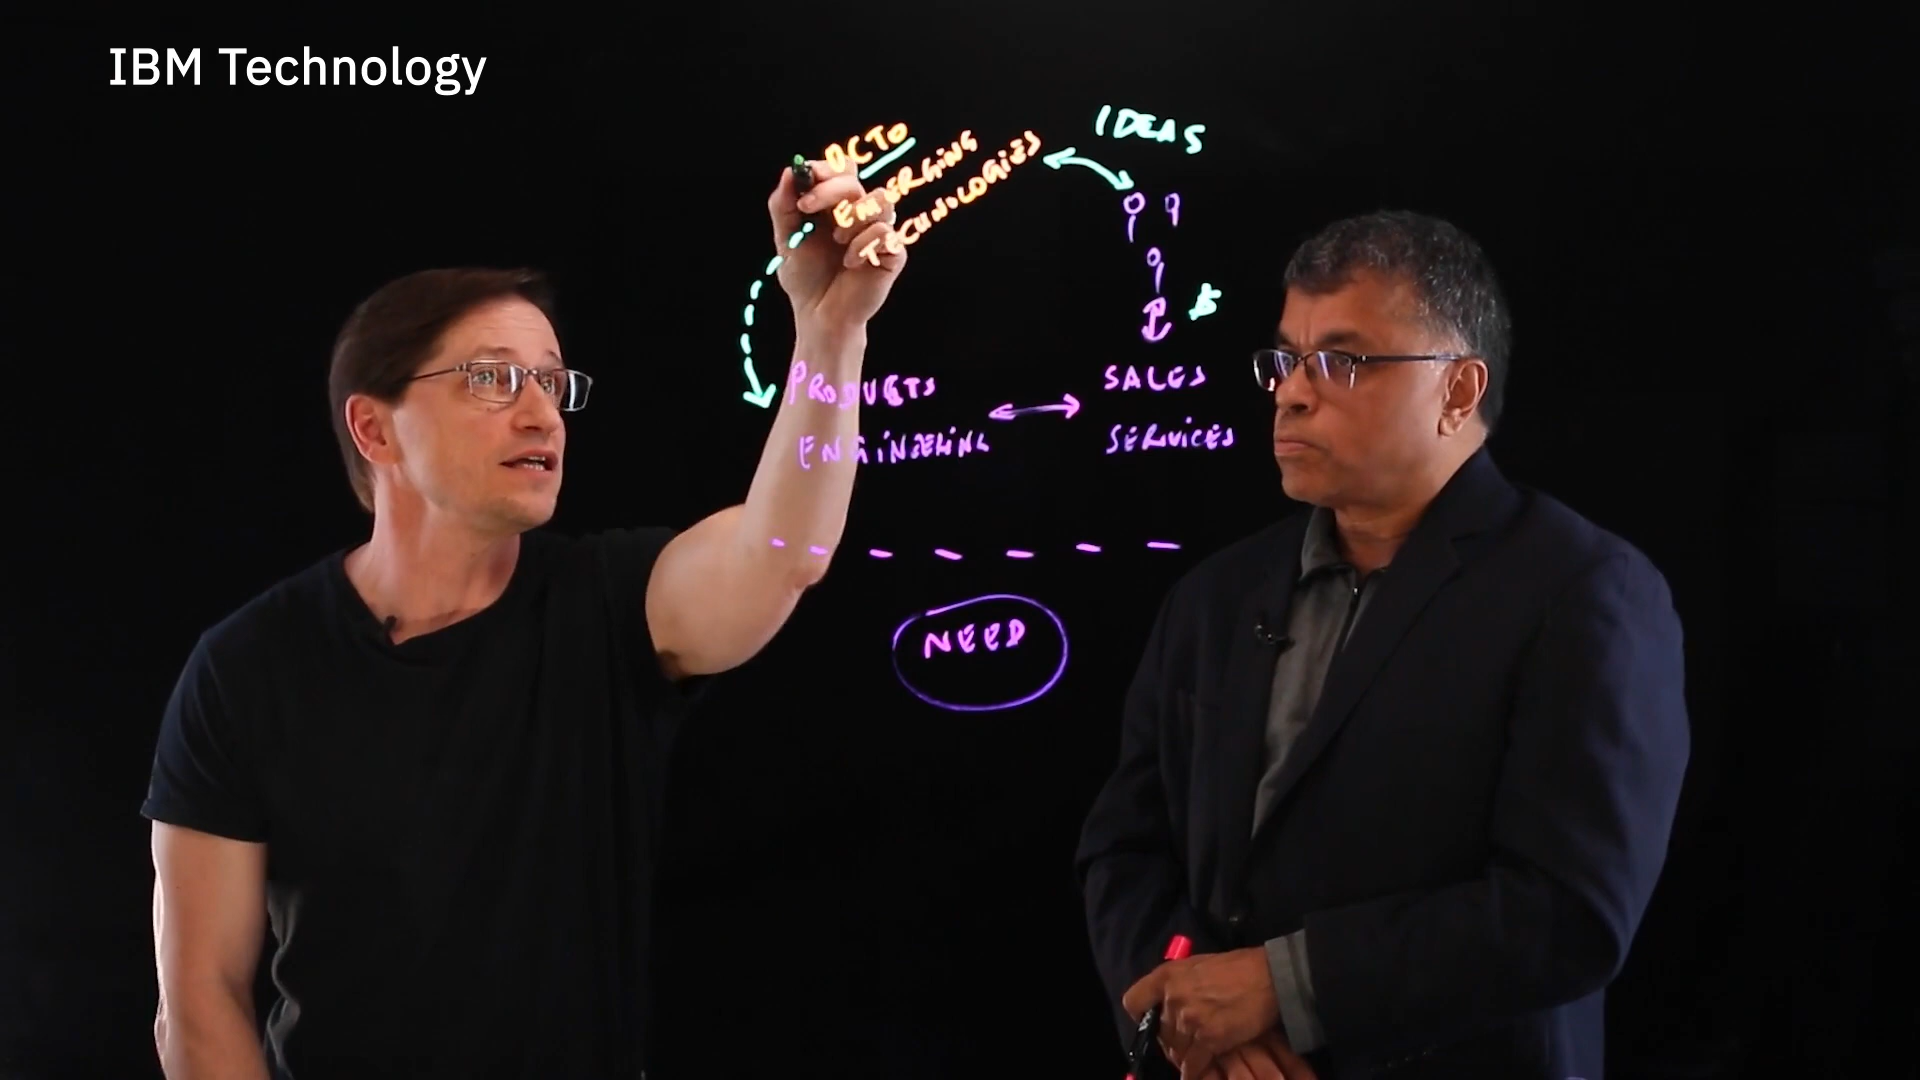 IBM Technology
OCTO
EMERGING
TECHNOLOGIES
IDEAS
$
PRODUCTS
ENGINEERING
SALES
SERVICES
NEED